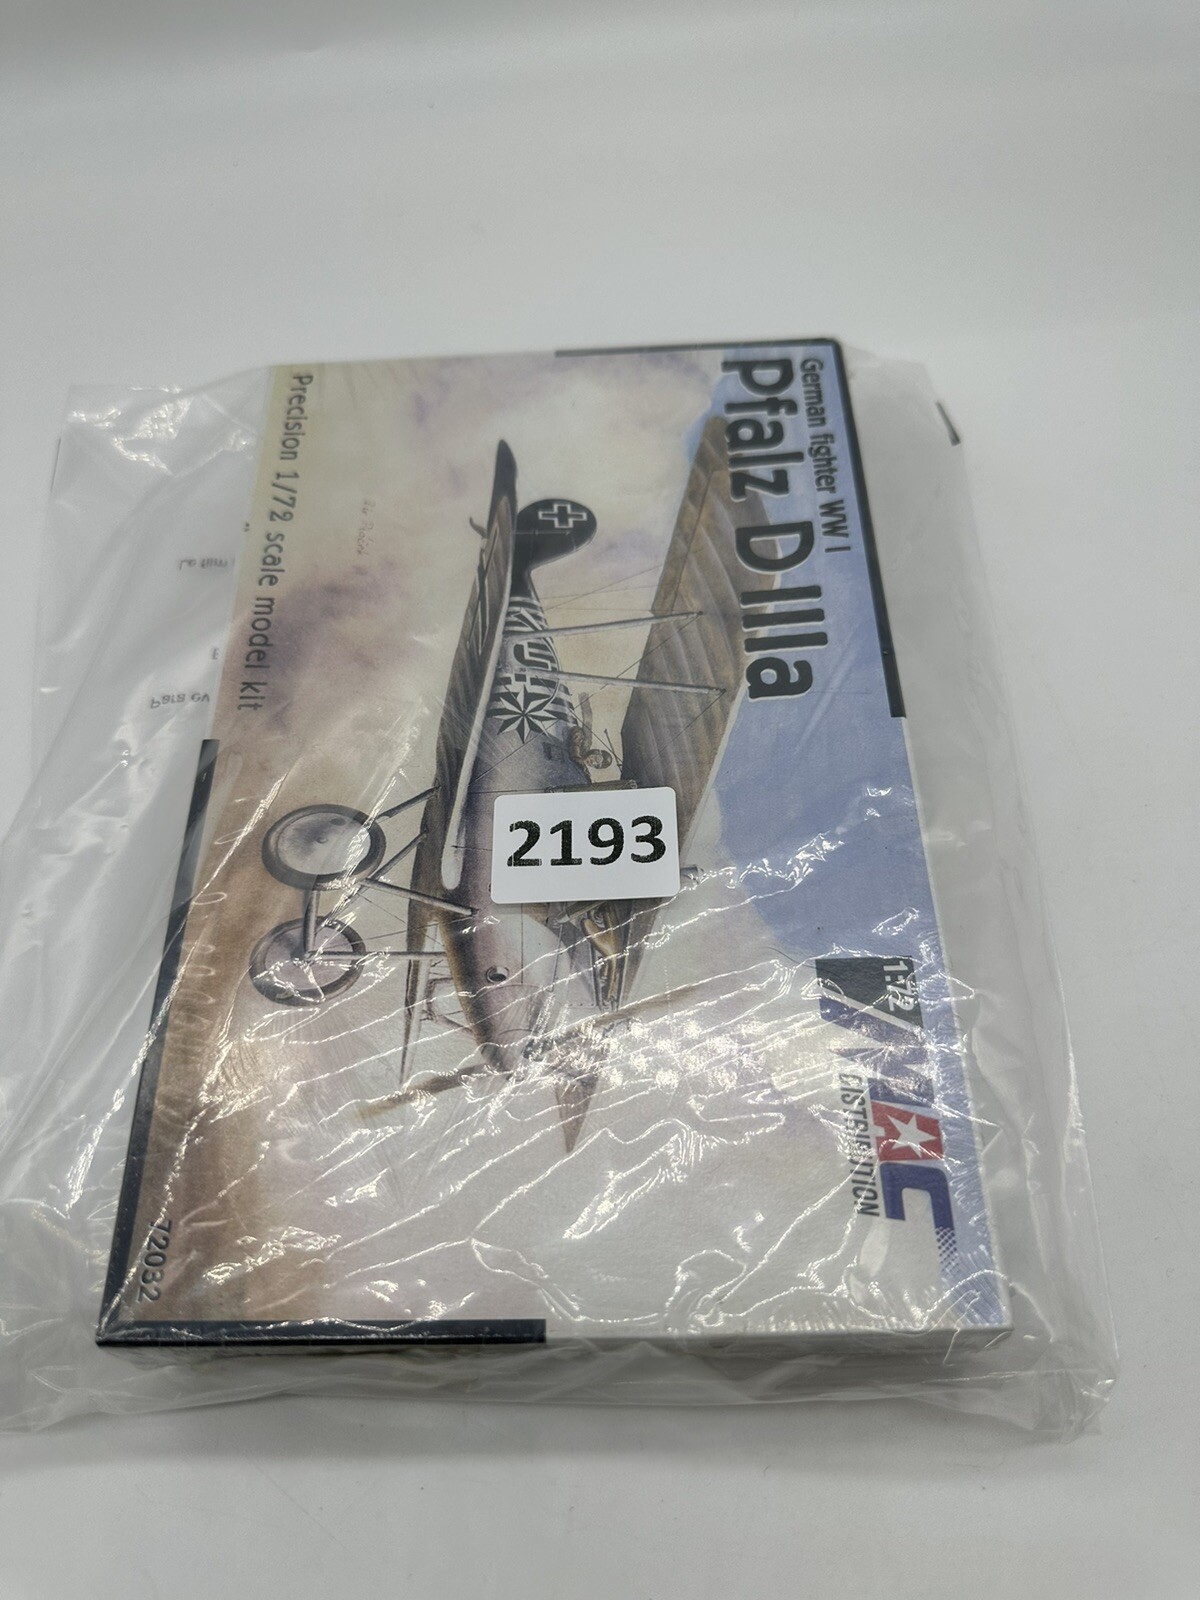 German fighter WW I
Pfalz D IIIa
1:72
MAC
DISTRIBUTION
2193
Precision 1/72 scale model kit
72032